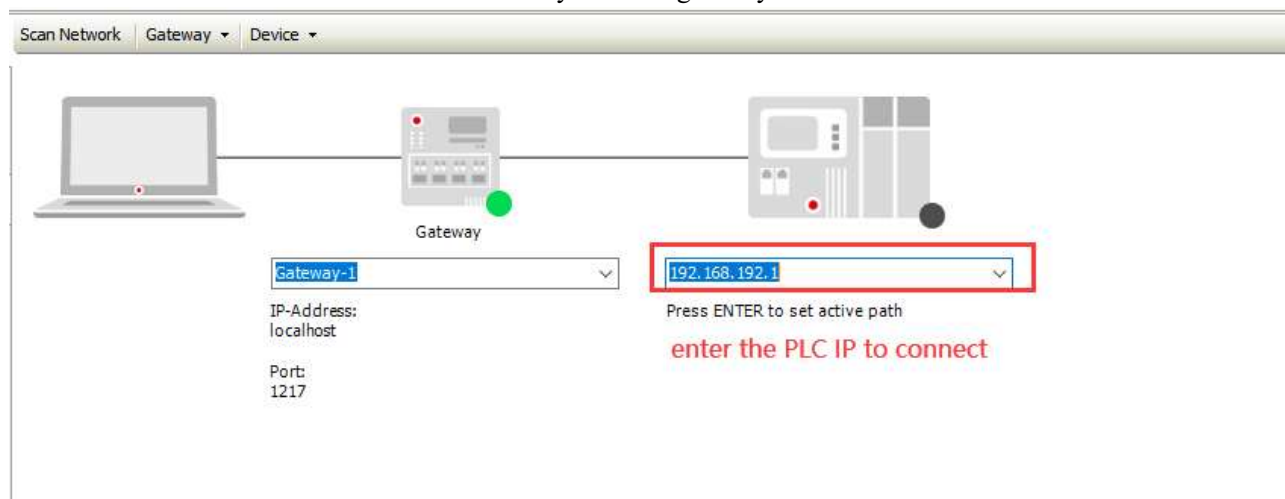 Scan Network Gateway Device
Gateway
Gateway-1
192.168.192.1
IP-Address:
localhost
Press ENTER to set active path
enter the PLC IP to connect
Port:
1217